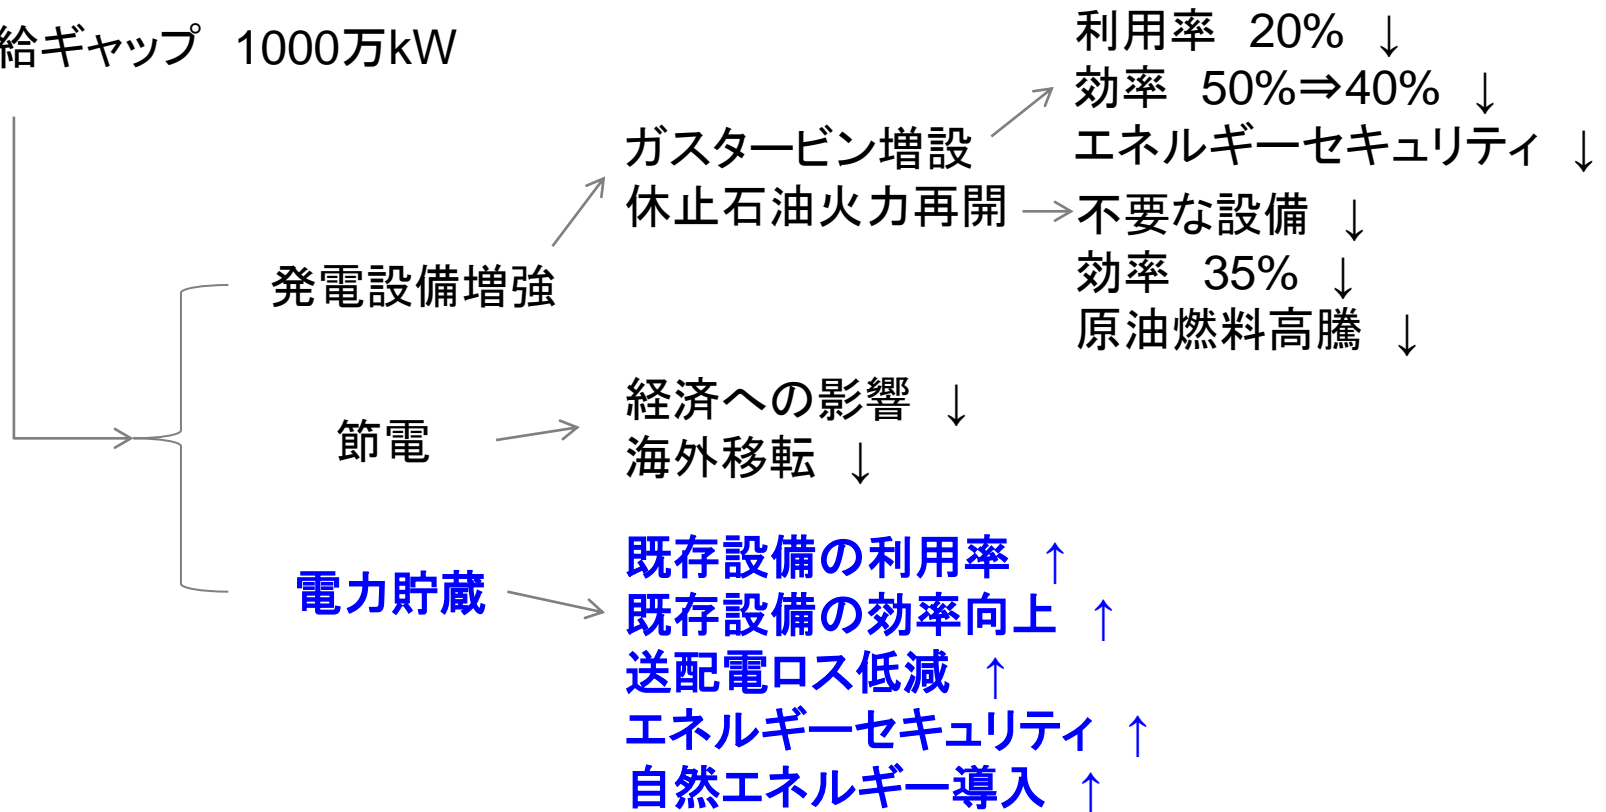 給ギャップ 1000万kW
利用率 20% ↓
効率 50%⇒40% ↓
エネルギーセキュリティ ↓
ガスタービン増設
休止石油火力再開
不要な設備 ↓
効率 35% ↓
原油燃料高騰 ↓
発電設備増強
経済への影響 ↓
海外移転 ↓
節電
既存設備の利用率 ↑
既存設備の効率向上 ↑
送配電ロス低減 ↑
エネルギーセキュリティ ↑
自然エネルギー導入 ↑
電力貯蔵